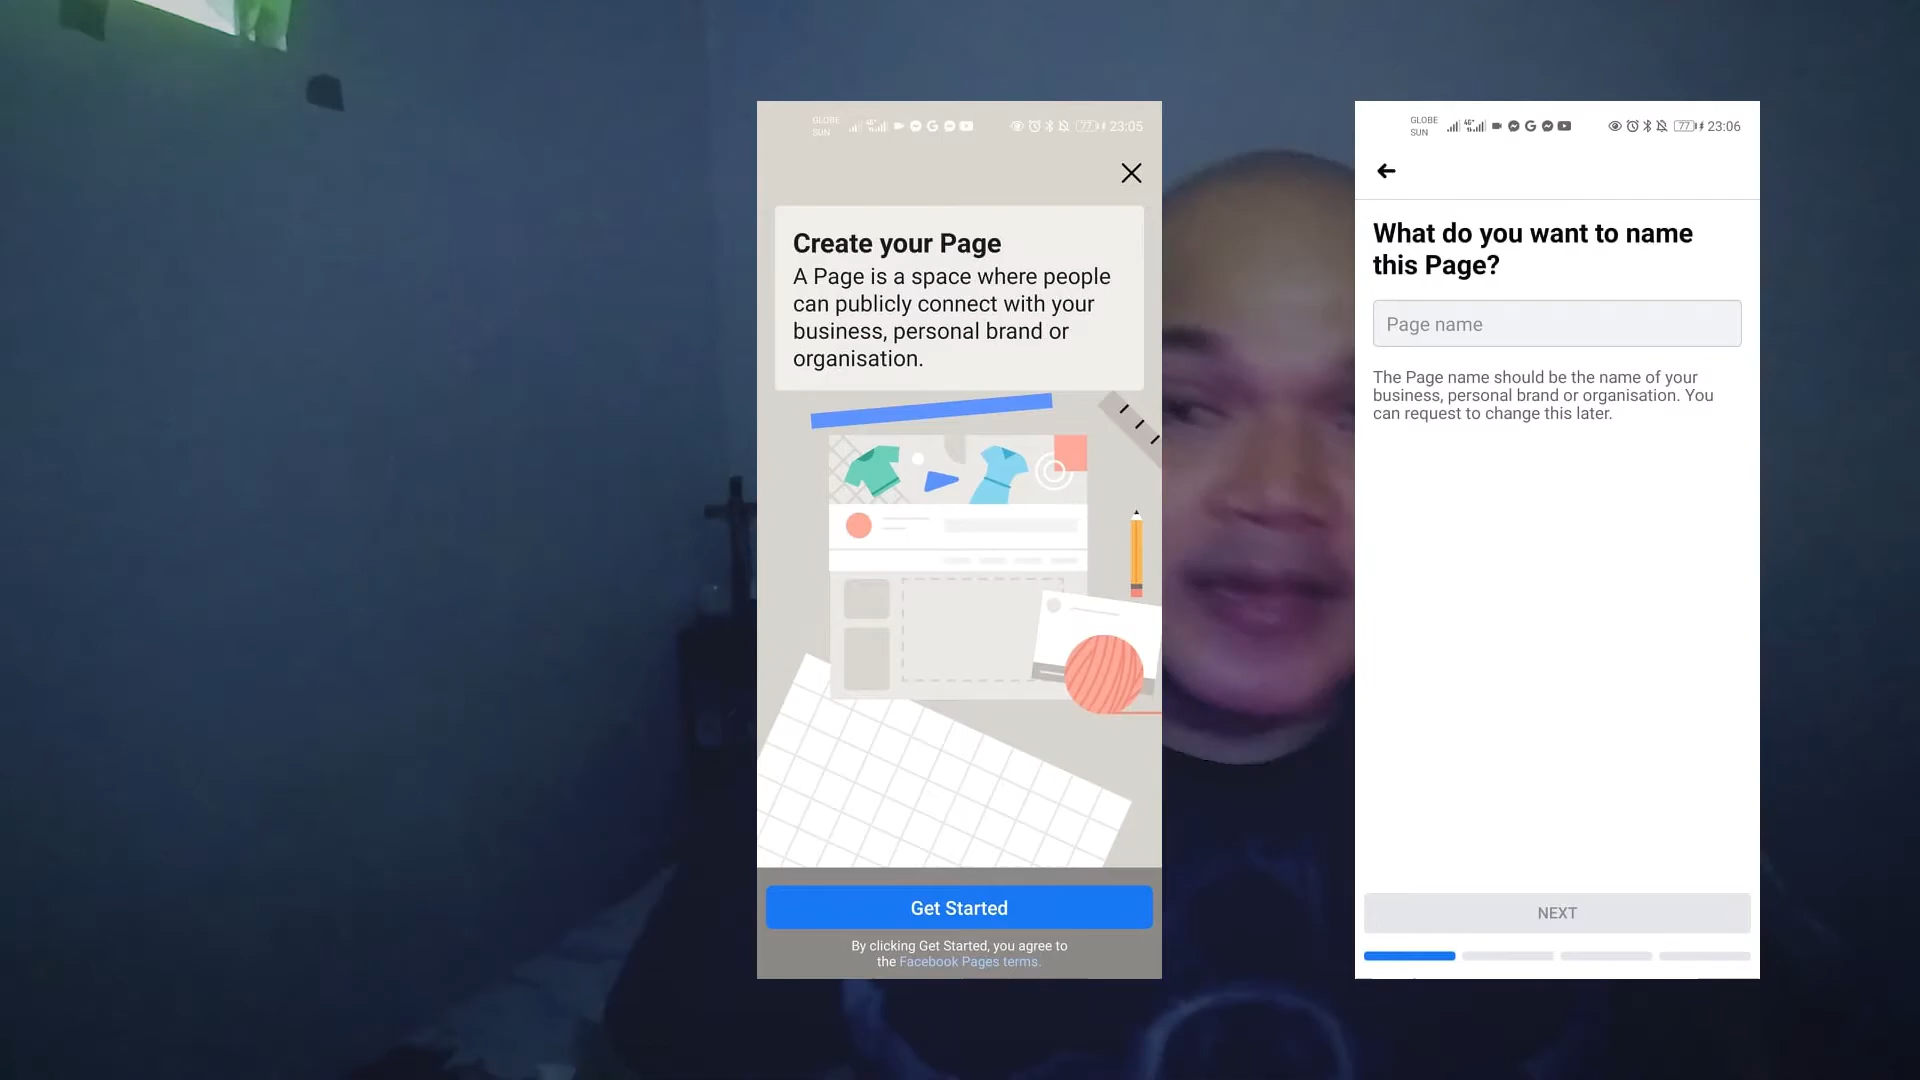 GLOBE
SUN
77
23:05
Create your Page
A Page is a space where people
can publicly connect with your
business, personal brand or
organisation.
Get Started
By clicking Get Started, you agree to
the Facebook Pages terms.
GLOBE
SUN
77
23:06
What do you want to name
this Page?
Page name
The Page name should be the name of your
business, personal brand or organisation. You
can request to change this later.
NEXT